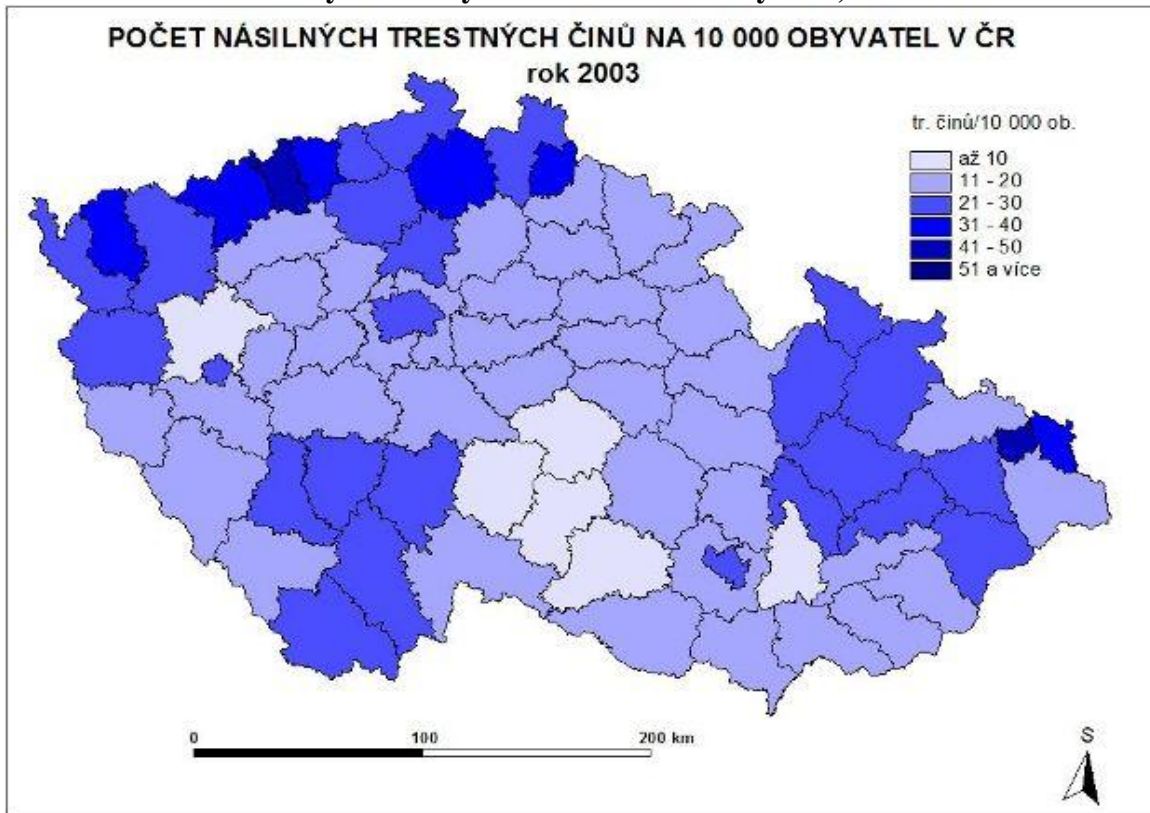 POČET NÁSILNÝCH TRESTNÝCH ČINŮ NA 10 000 OBYVATEL V ČR
rok 2003
tr. činů/10 000 ob.
až 10
11 - 20
21 - 30
31 - 40
41 - 50
51 a více
0 100 200 km
S